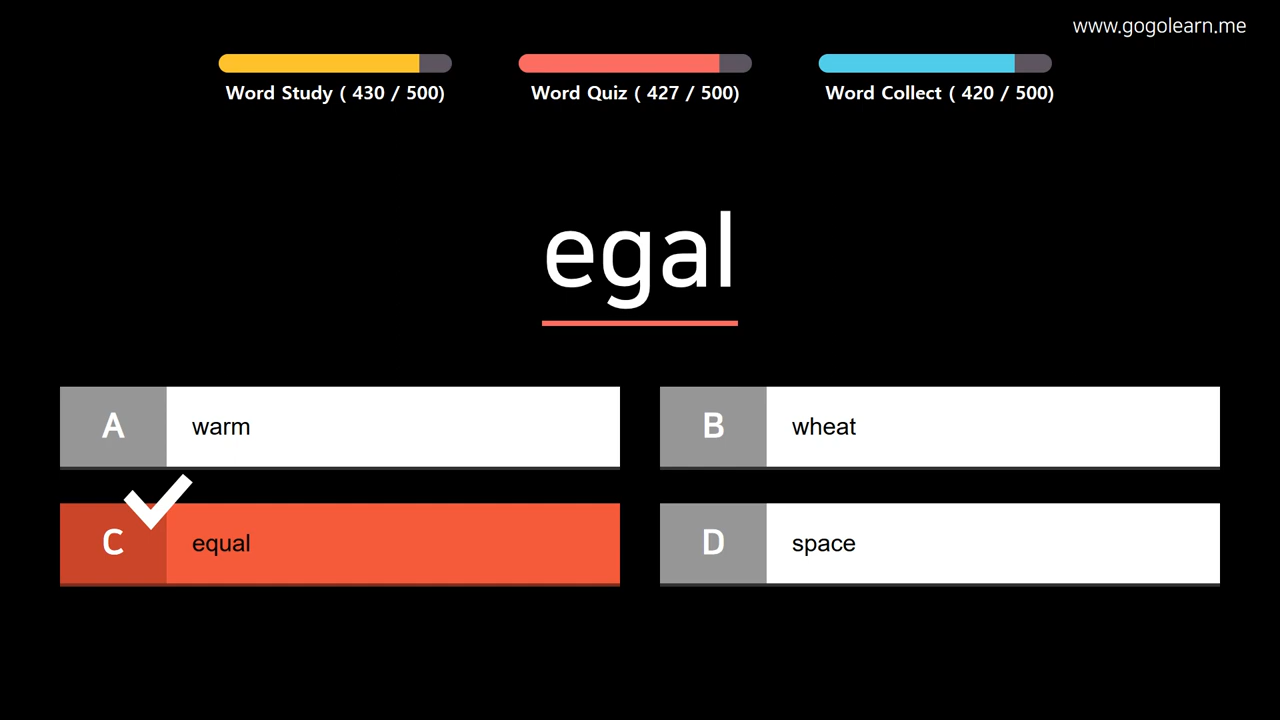 www.gogolearn.me
Word Study ( 430 / 500)
Word Quiz ( 427 / 500)
Word Collect ( 420 / 500)
egal
A warm
B wheat
C equal
D space